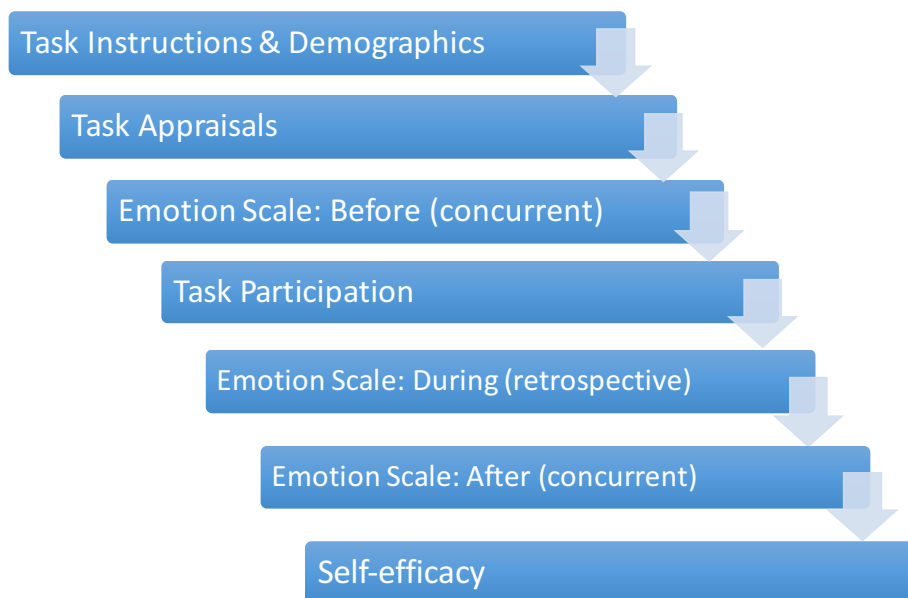 Task Instructions & Demographics
Task Appraisals
Emotion Scale: Before (concurrent)
Task Participation
Emotion Scale: During (retrospective)
Emotion Scale: After (concurrent)
Self-efficacy